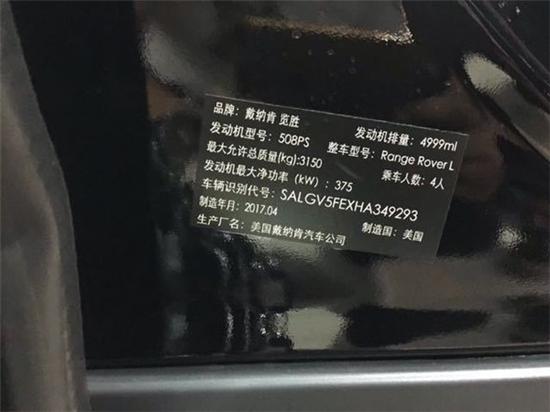 品牌：戴纳肯 览胜 发动机排量：4999ml
发动机型号：508PS 整车型号：Range Rover L
最大允许总质量(kg):3150 乘车人数：4人
发动机最大净功率（kW）：375
车辆识别代号：SALGV5FEXHA349293
制造年月：2017.04 制造国：美国
生产厂名：美国戴纳肯汽车公司